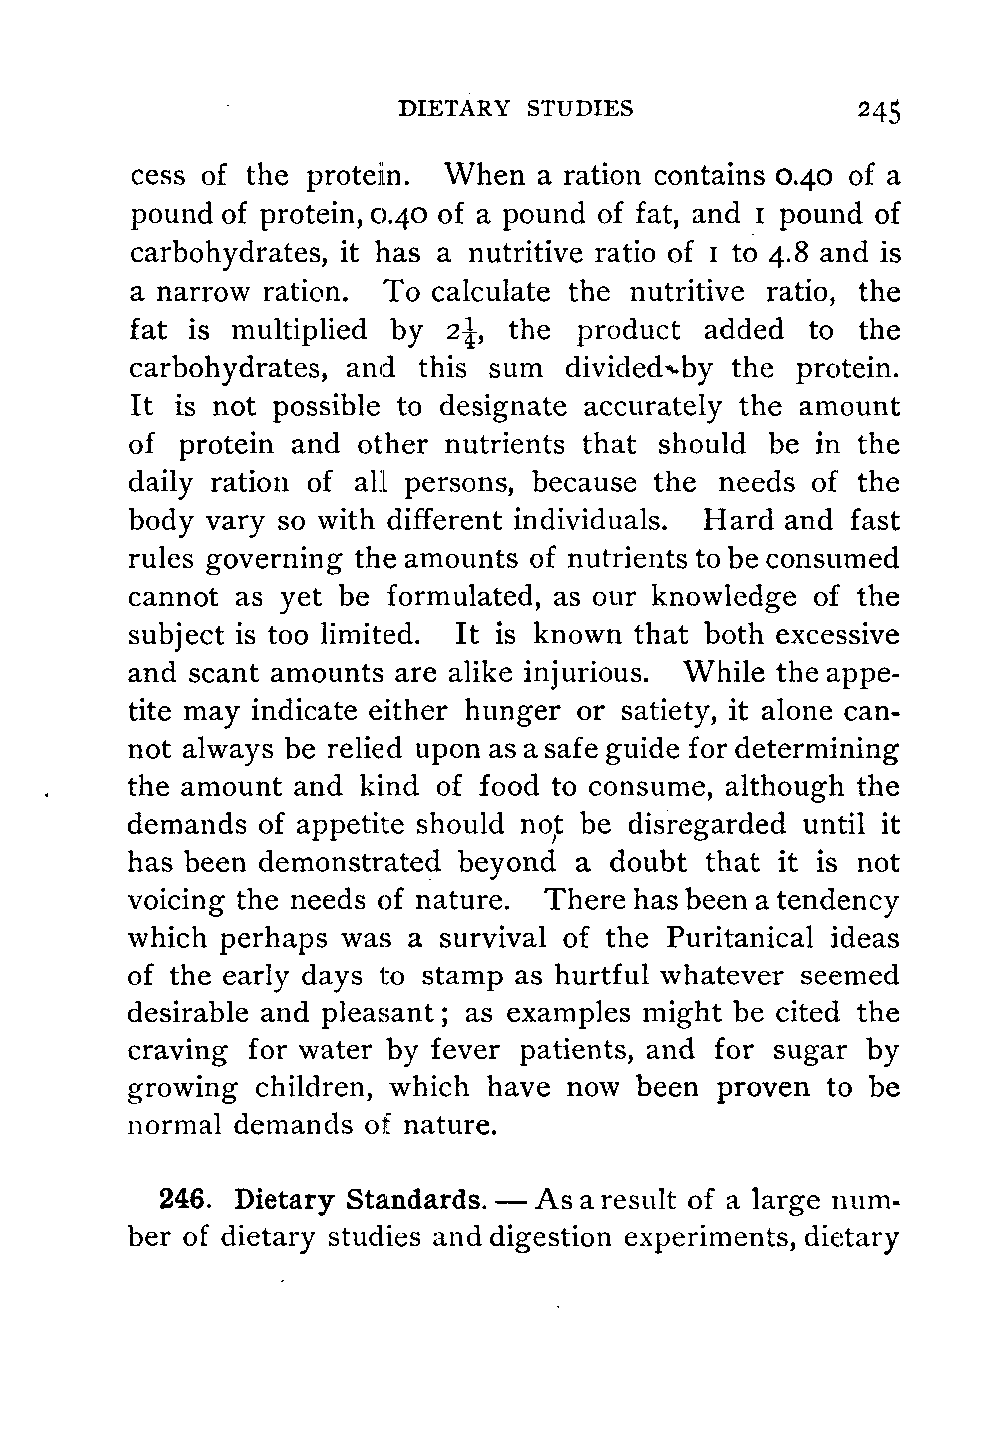 DIETARY STUDIES 245
cess of the protein. When a ration contains 0.40 of a
pound of protein, 0.40 of a pound of fat, and 1 pound of
carbohydrates, it has a nutritive ratio of 1 to 4.8 and is
a narrow ration. To calculate the nutritive ratio, the
fat is multiplied by 2¼, the product added to the
carbohydrates, and this sum divided by the protein.
It is not possible to designate accurately the amount
of protein and other nutrients that should be in the
daily ration of all persons, because the needs of the
body vary so with different individuals. Hard and fast
rules governing the amounts of nutrients to be consumed
cannot as yet be formulated, as our knowledge of the
subject is too limited. It is known that both excessive
and scant amounts are alike injurious. While the appe-
tite may indicate either hunger or satiety, it alone can-
not always be relied upon as a safe guide for determining
the amount and kind of food to consume, although the
demands of appetite should not be disregarded until it
has been demonstrated beyond a doubt that it is not
voicing the needs of nature. There has been a tendency
which perhaps was a survival of the Puritanical ideas
of the early days to stamp as hurtful whatever seemed
desirable and pleasant; as examples might be cited the
craving for water by fever patients, and for sugar by
growing children, which have now been proven to be
normal demands of nature.
246. Dietary Standards. — As a result of a large num-
ber of dietary studies and digestion experiments, dietary